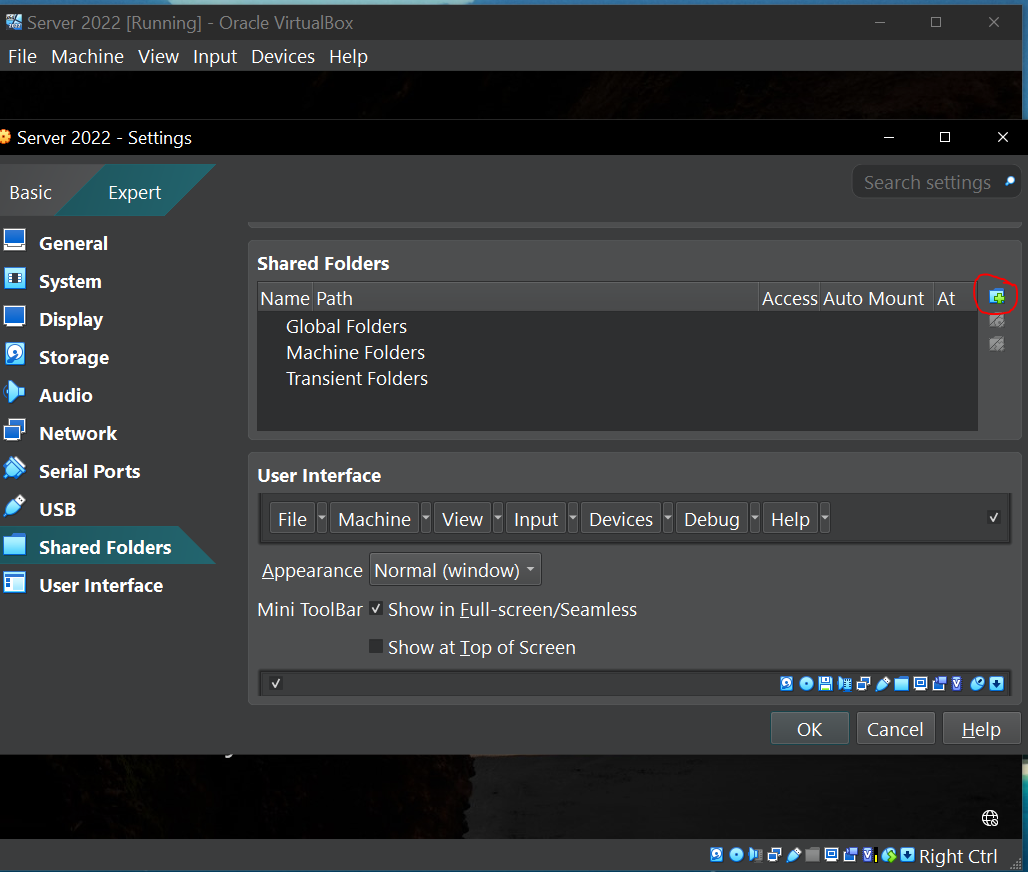 Server 2022 [Running] - Oracle VirtualBox
File Machine View Input Devices Help
Server 2022 - Settings
Basic Expert Search settings
General
System
Display
Storage
Audio
Network
Serial Ports
USB
Shared Folders
User Interface
Shared Folders
Name Path Access Auto Mount At
Global Folders
Machine Folders
Transient Folders
User Interface
File Machine View Input Devices Debug Help
Appearance Normal (window)
Mini ToolBar Show in Full-screen/Seamless
Show at Top of Screen
OK Cancel Help
Right Ctrl